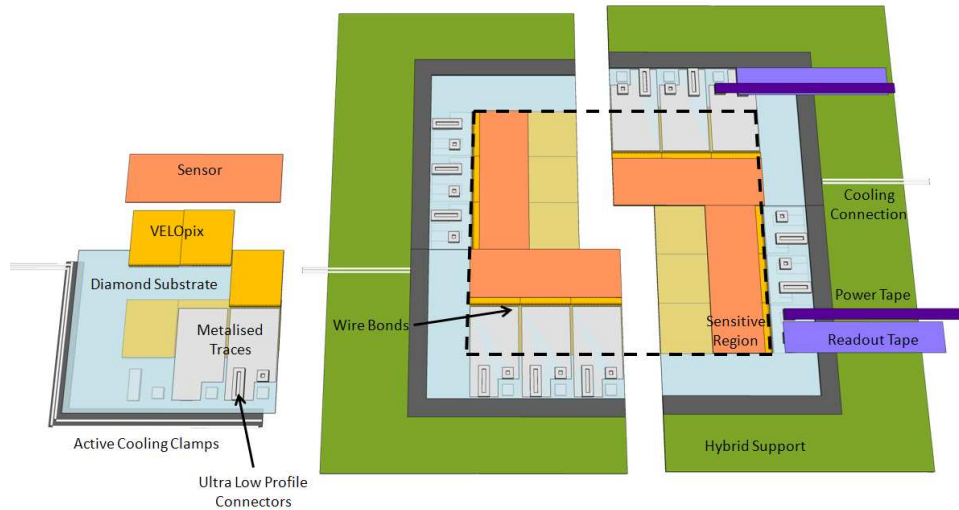 Sensor
VELOpix
Diamond Substrate
Metalised
Traces
Active Cooling Clamps
Ultra Low Profile
Connectors
Wire Bonds
Sensitive
Region
Cooling
Connection
Power Tape
Readout Tape
Hybrid Support